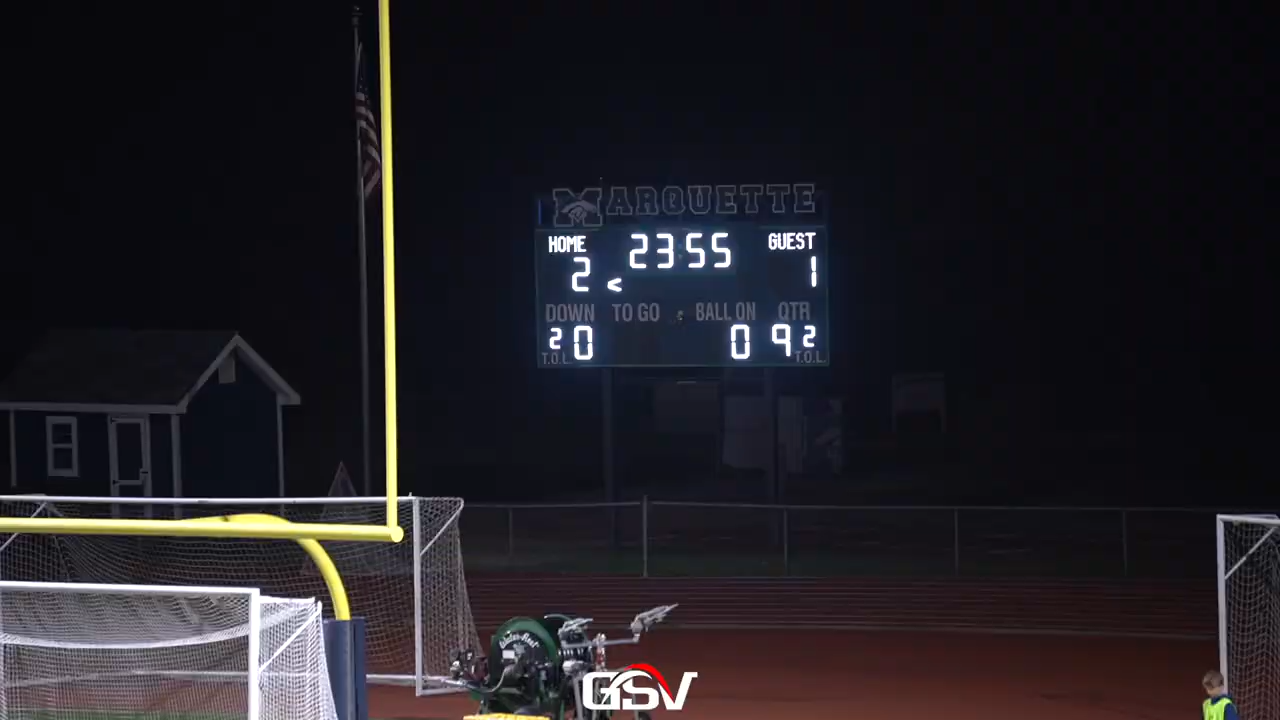 MARQUETTE
HOME 23:55 GUEST
2 < 1
DOWN TO GO BALL ON QTR
2 0 0 9 2
T.O.L. T.O.L.
GSV